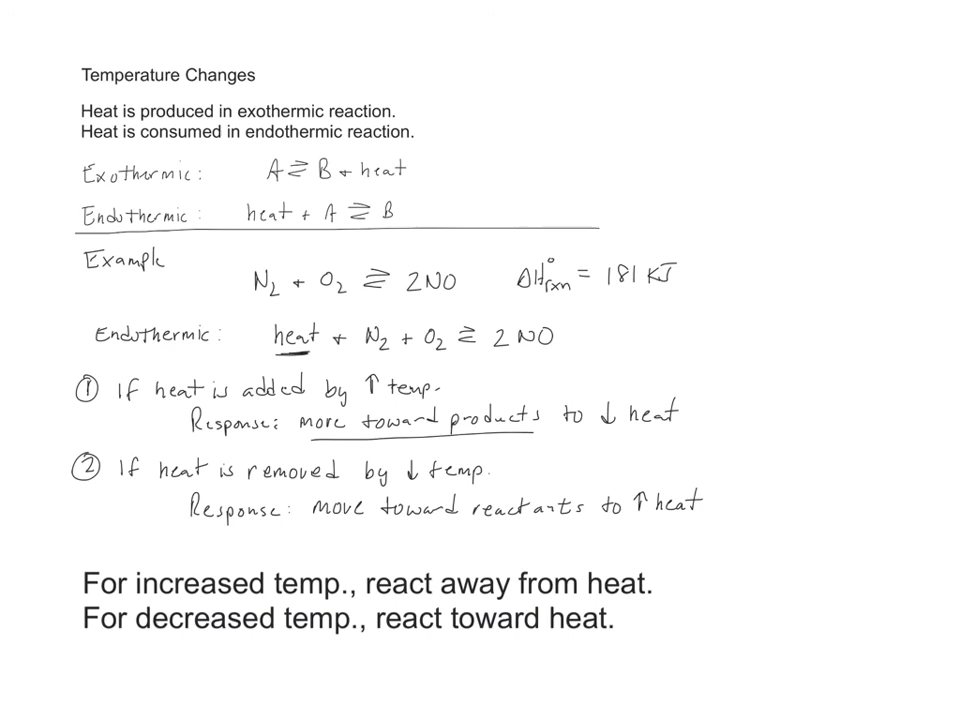 Temperature Changes
Heat is produced in exothermic reaction.
Heat is consumed in endothermic reaction.
Exothermic: A ⇄ B + heat
Endothermic: heat + A ⇄ B
Example
N₂ + O₂ ⇄ 2NO ΔH°rxn = 181 KJ
Endothermic: heat + N₂ + O₂ ⇄ 2 NO
① If heat is added by ↑ temp.
Response: move toward products to ↓ heat
② If heat is removed by ↓ temp.
Response: move toward reactants to ↑ heat
For increased temp., react away from heat.
For decreased temp., react toward heat.